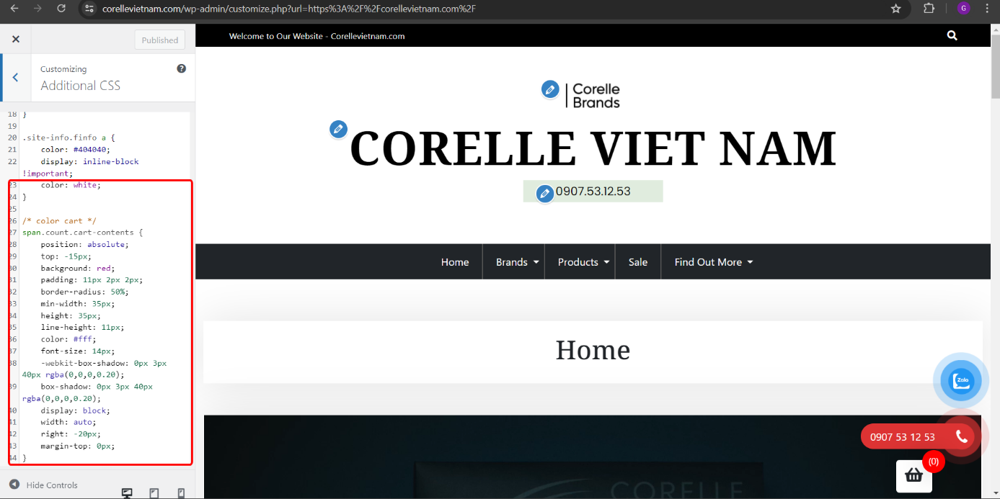 corellevietnam.com/wp-admin/customize.php?url=https%3A%2F%2Fcorellevietnam.com%2F
G
Published
Customizing
Additional CSS
18 }
19
20 .site-info.finfo a {
21 color: #404040;
22 display: inline-block
!important;
23 color: white;
24 }
25
26 /* color cart */
27 span.count.cart-contents {
28 position: absolute;
29 top: -15px;
30 background: red;
31 padding: 11px 2px 2px;
32 border-radius: 50%;
33 min-width: 35px;
34 height: 35px;
35 line-height: 11px;
36 color: #fff;
37 font-size: 14px;
38 -webkit-box-shadow: 0px 3px
40px rgba(0,0,0,0.20);
39 box-shadow: 0px 3px 40px
rgba(0,0,0,0.20);
40 display: block;
41 width: auto;
42 right: -20px;
43 margin-top: 0px;
44 }
Hide Controls
Welcome to Our Website - Corellevietnam.com
Corelle
Brands
CORELLE VIET NAM
0907.53.12.53
Home Brands Products Sale Find Out More
Home
Zalo
0907 53 12 53
(0)
CORELLE